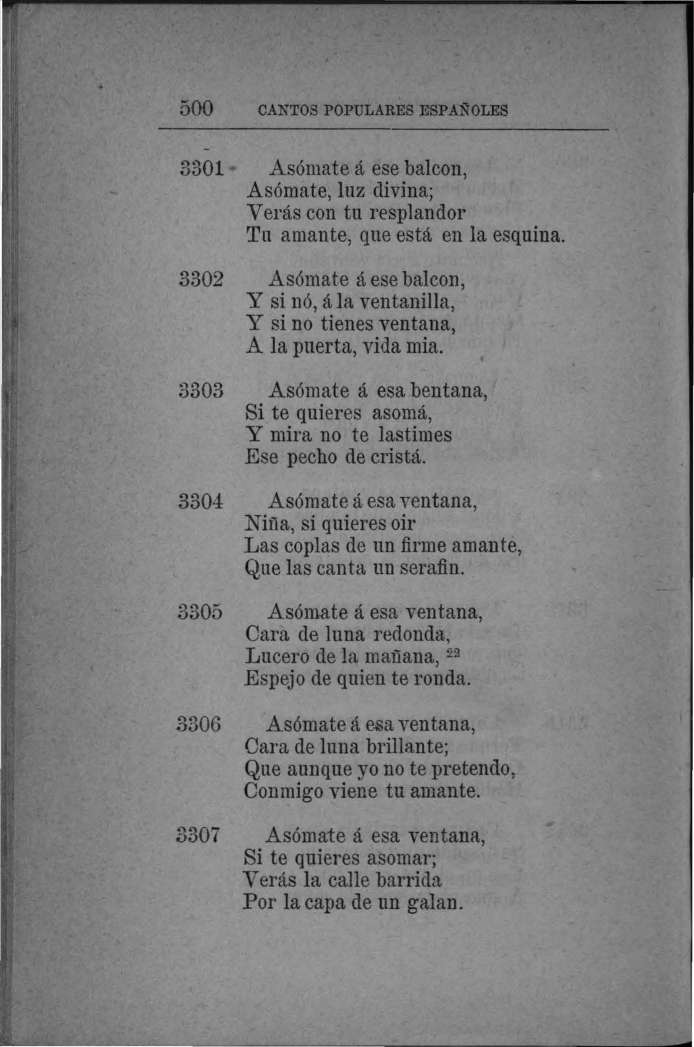 500 CANTOS POPULARES ESPAÑOLES
3301 Asómate á ese balcon,
Asómate, luz divina;
Verás con tu resplandor
Tu amante, que está en la esquina.
3302 Asómate á ese balcon,
Y si nó, á la ventanilla,
Y si no tienes ventana,
A la puerta, vida mia.
3303 Asómate á esa bentana,
Si te quieres asomá,
Y mira no te lastimes
Ese pecho de cristá.
3304 Asómate á esa ventana,
Niña, si quieres oir
Las coplas de un firme amante,
Que las canta un serafin.
3305 Asómate á esa ventana,
Cara de luna redonda,
Lucero de la mañana, 22
Espejo de quien te ronda.
3306 Asómate á esa ventana,
Cara de luna brillante;
Que aunque yo no te pretendo,
Conmigo viene tu amante.
3307 Asómate á esa ventana,
Si te quieres asomar;
Verás la calle barrida
Por la capa de un galan.